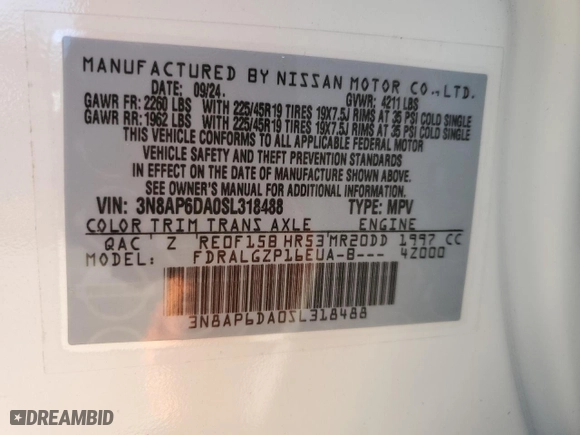 MANUFACTURED BY NISSAN MOTOR CO., LTD.
DATE: 09/24. GVWR: 4211 LBS
GAWR FR: 2260 LBS WITH 225/45R19 TIRES 19X7.5J RIMS AT 35 PSI COLD SINGLE
GAWR RR: 1962 LBS WITH 225/45R19 TIRES 19X7.5J RIMS AT 35 PSI COLD SINGLE
THIS VEHICLE CONFORMS TO ALL APPLICABLE FEDERAL MOTOR
VEHICLE SAFETY AND THEFT PREVENTION STANDARDS
IN EFFECT ON THE DATE OF MANUFACTURE SHOWN ABOVE.
SEE OWNER'S MANUAL FOR ADDITIONAL INFORMATION
VIN: 3N8AP6DA0SL318488 TYPE: MPV
COLOR TRIM TRANS AXLE ENGINE
QAC Z RE0F15B HR53 MR20DD 1997 CC
MODEL: FDRALGZP16EUA-B--- 4Z000
3N8AP6DA0SL318488
DREAMBID